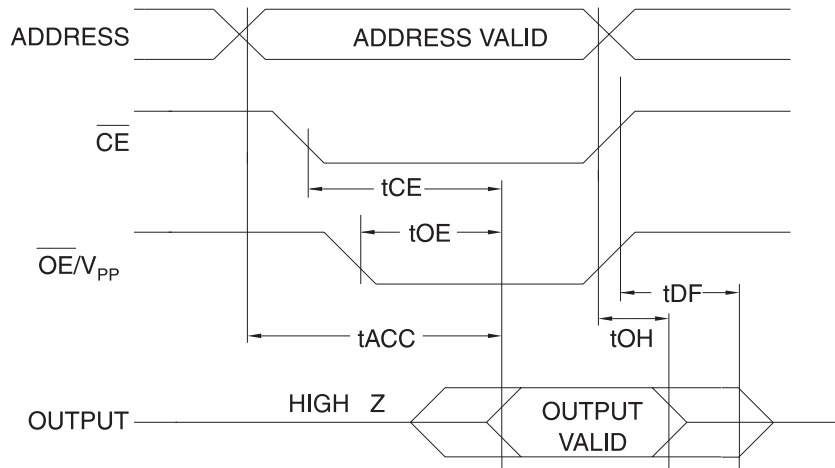 ADDRESS
ADDRESS VALID
CE
tCE
tOE
OE/VPP
tDF
tACC
tOH
HIGH Z
OUTPUT
OUTPUT
VALID